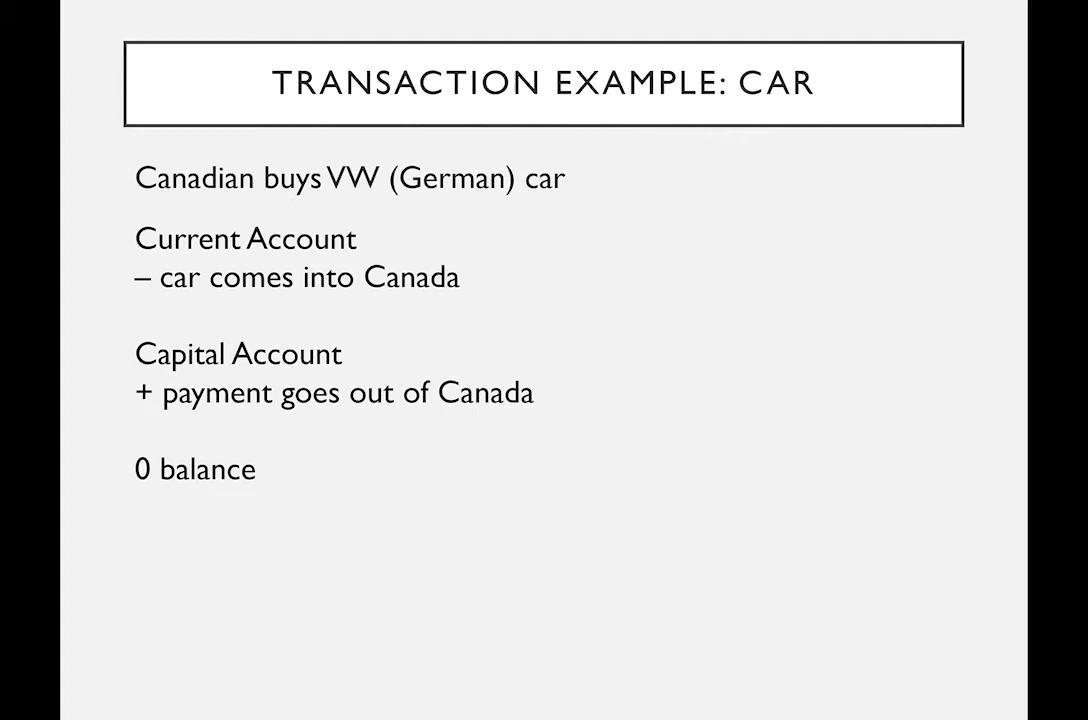 TRANSACTION EXAMPLE: CAR
Canadian buys VW (German) car
Current Account
– car comes into Canada
Capital Account
+ payment goes out of Canada
0 balance